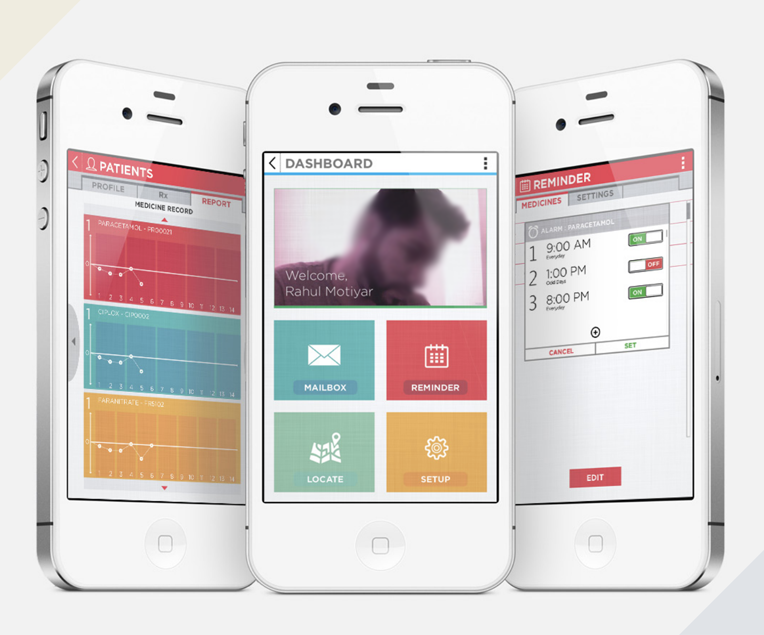 PATIENTS
PROFILE
Rx
REPORT
MEDICINE RECORD
1 PARACETAMOL - PRO0021
0
1 2 3 4 5 6 7 8 9 10 11 12 13 14
1 CIPLOX - CIP0002
0
1 2 3 4 5 6 7 8 9 10 11 12 13 14
1
0
1 2 3 4 5 6 7 8 9 10 11 12 13 14
DASHBOARD
Welcome,
Rahul Motiyar
MAILBOX
REMINDER
LOCATE
SETUP
REMINDER
MEDICINES
SETTINGS
ALARM : PARACETAMOL
1 9:00 AM ON
Everyday
2 1:00 PM OFF
Odd Days
3 8:00 PM ON
Everyday
CANCEL
SET
EDIT